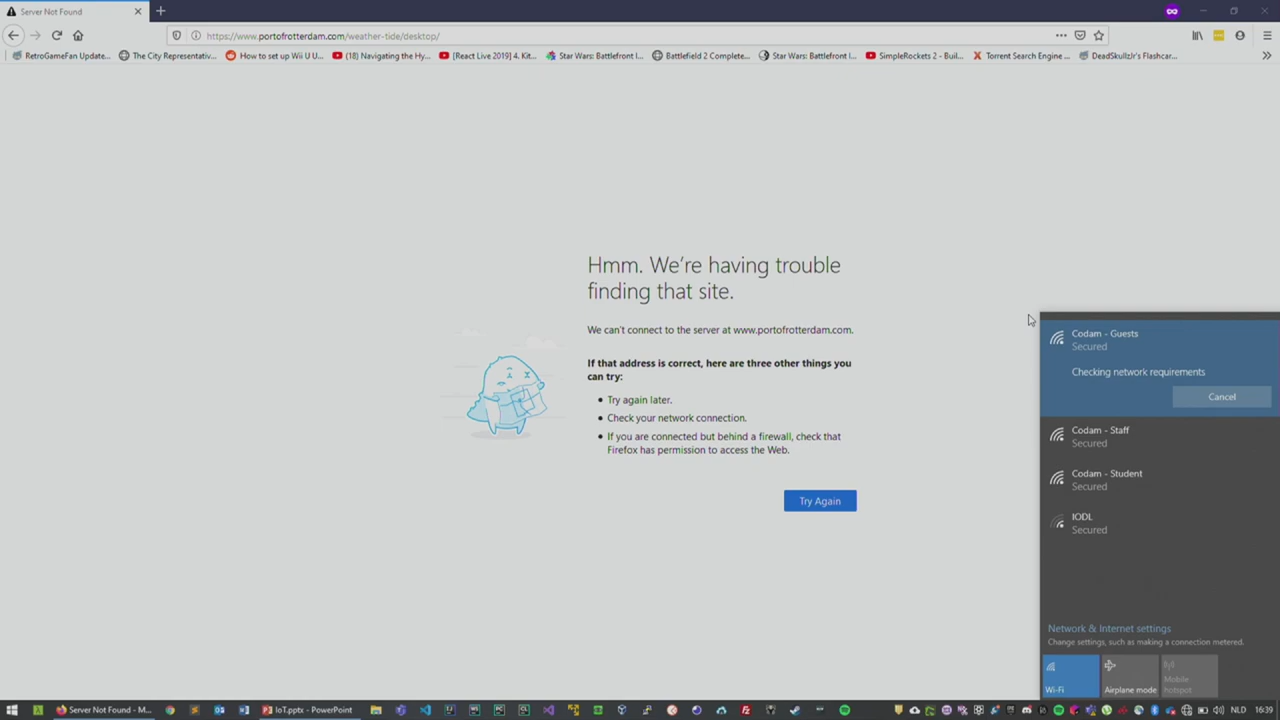 Server Not Found
https://www.portofrotterdam.com/weather-tide/desktop/
RetroGameFan Update...
The City Representativ...
How to set up Wii U U...
(18) Navigating the Hy...
[React Live 2019] 4. Kit...
Star Wars: Battlefront I...
Battlefield 2 Complete...
Star Wars: Battlefront I...
SimpleRockets 2 - Buil...
Torrent Search Engine ...
DeadSkullzJr's Flashcar...
Hmm. We're having trouble
finding that site.
We can't connect to the server at www.portofrotterdam.com.
If that address is correct, here are three other things you
can try:
Try again later.
Check your network connection.
If you are connected but behind a firewall, check that
Firefox has permission to access the Web.
Try Again
Codam - Guests
Secured
Checking network requirements
Cancel
Codam - Staff
Secured
Codam - Student
Secured
IODL
Secured
Network & Internet settings
Change settings, such as making a connection metered.
Wi-Fi
Airplane mode
Mobile
hotspot
Server Not Found - M...
IoT.pptx - PowerPoint
NLD
16:39